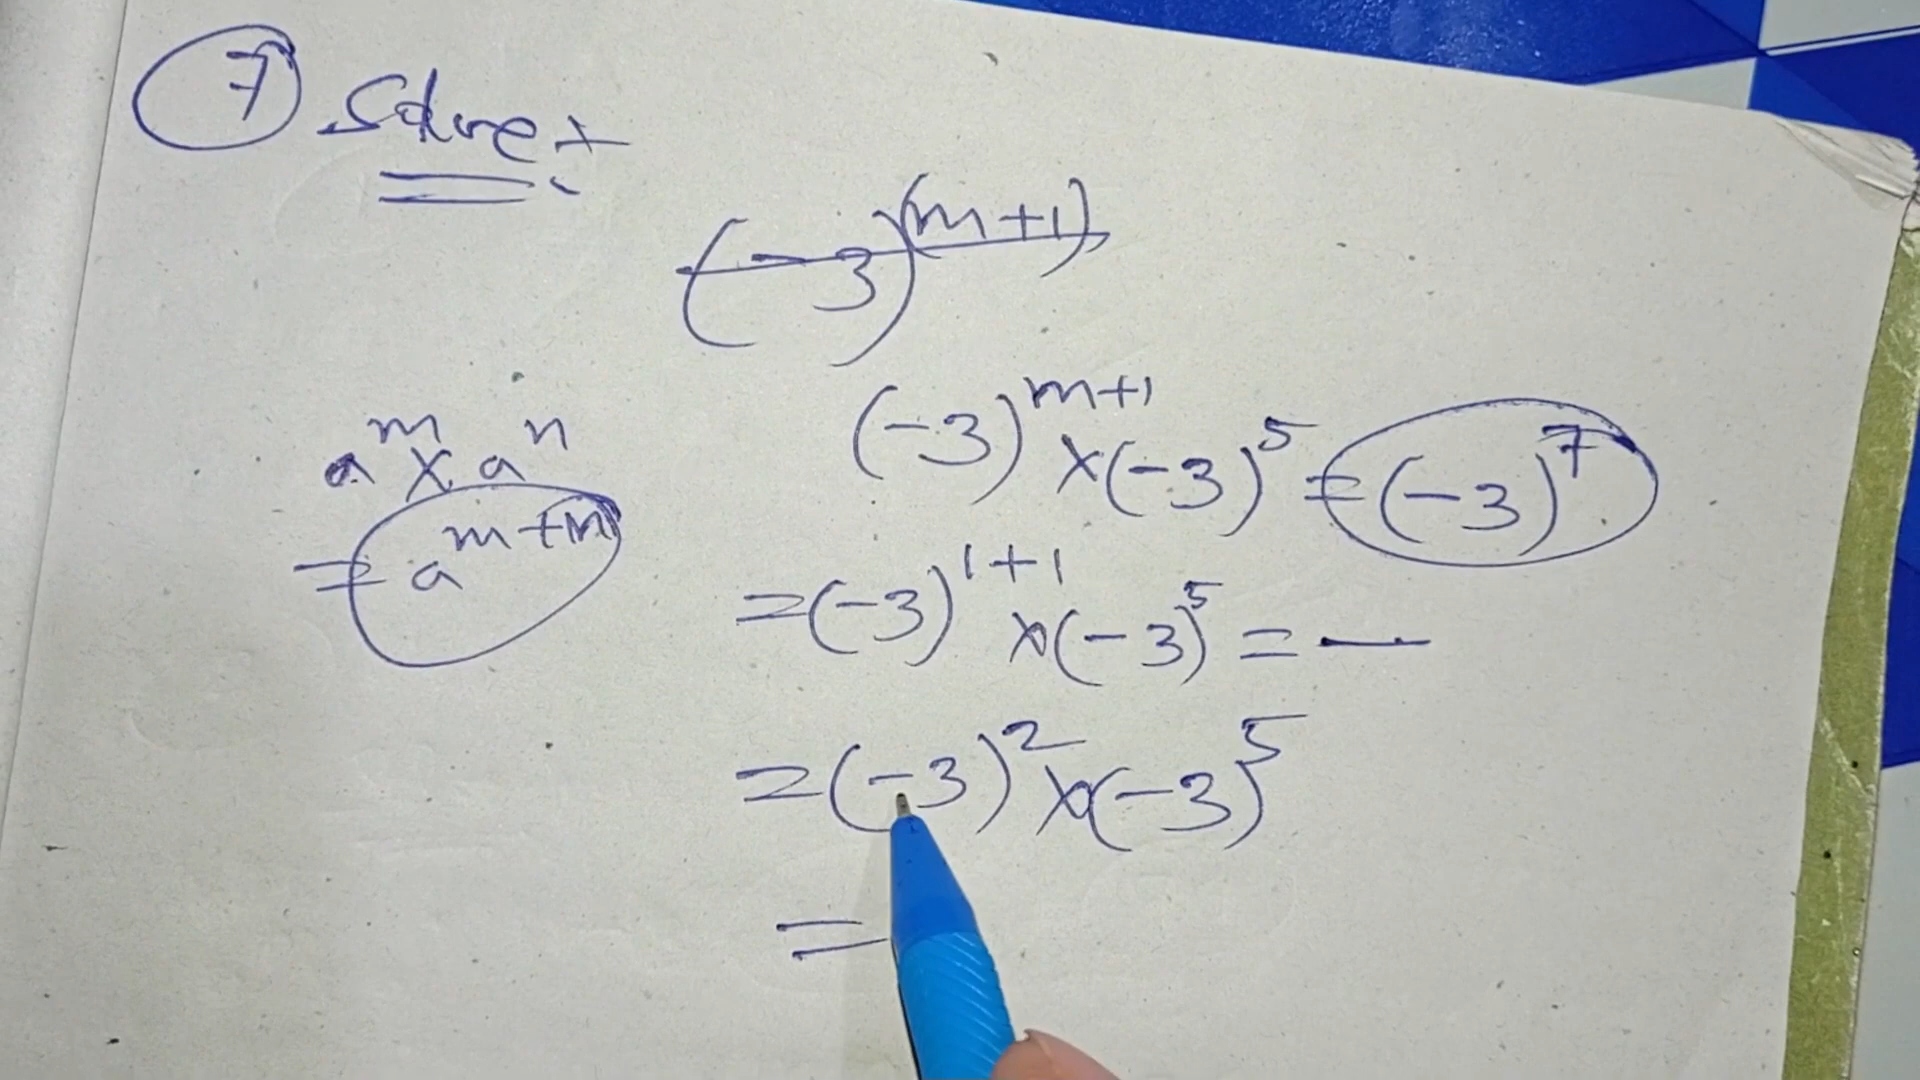 7 Solve:-
(-3)^(m+1)
(-3)^m+1 ×(-3)^5 = (-3)^7
a^m × a^n
= a^m+n
=(-3)^1+1 ×(-3)^5 = —
=(-3)^2 ×(-3)^5
=